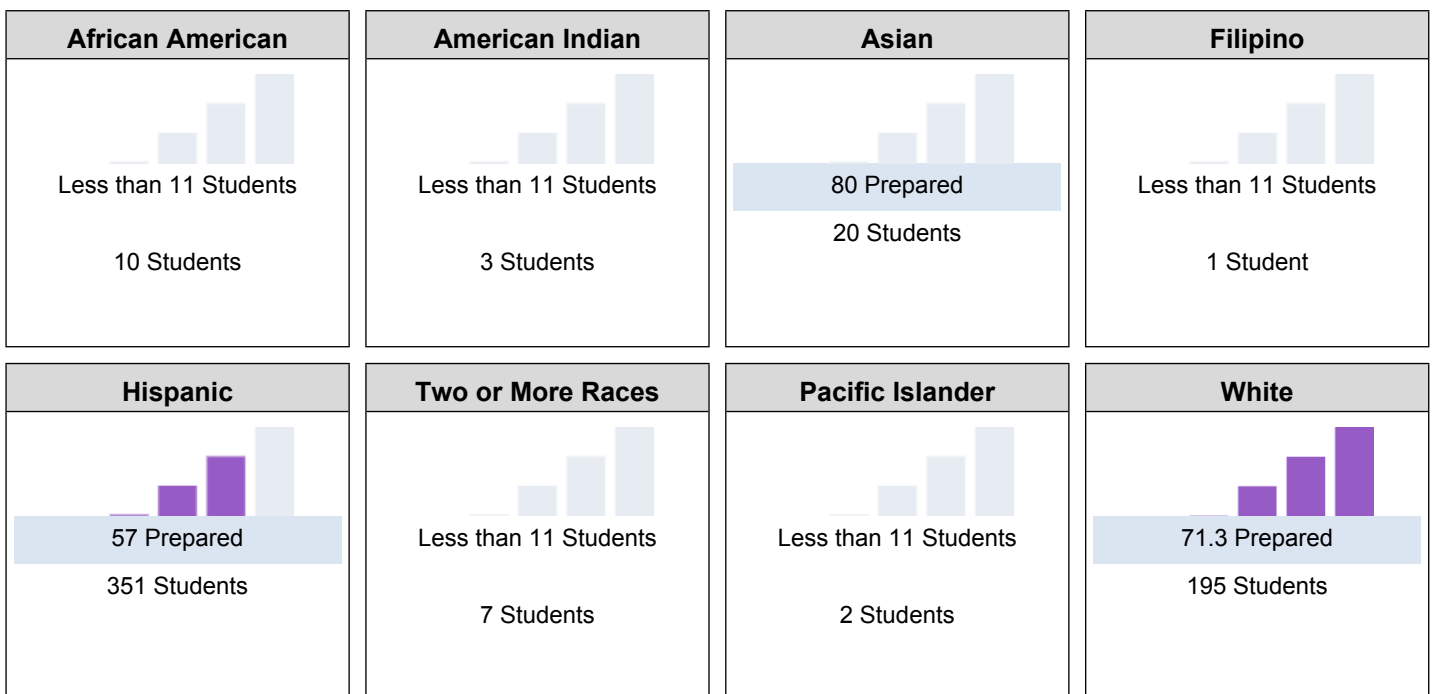 African American
Less than 11 Students
10 Students
American Indian
Less than 11 Students
3 Students
Asian
80 Prepared
20 Students
Filipino
Less than 11 Students
1 Student
Hispanic
57 Prepared
351 Students
Two or More Races
Less than 11 Students
7 Students
Pacific Islander
Less than 11 Students
2 Students
White
71.3 Prepared
195 Students